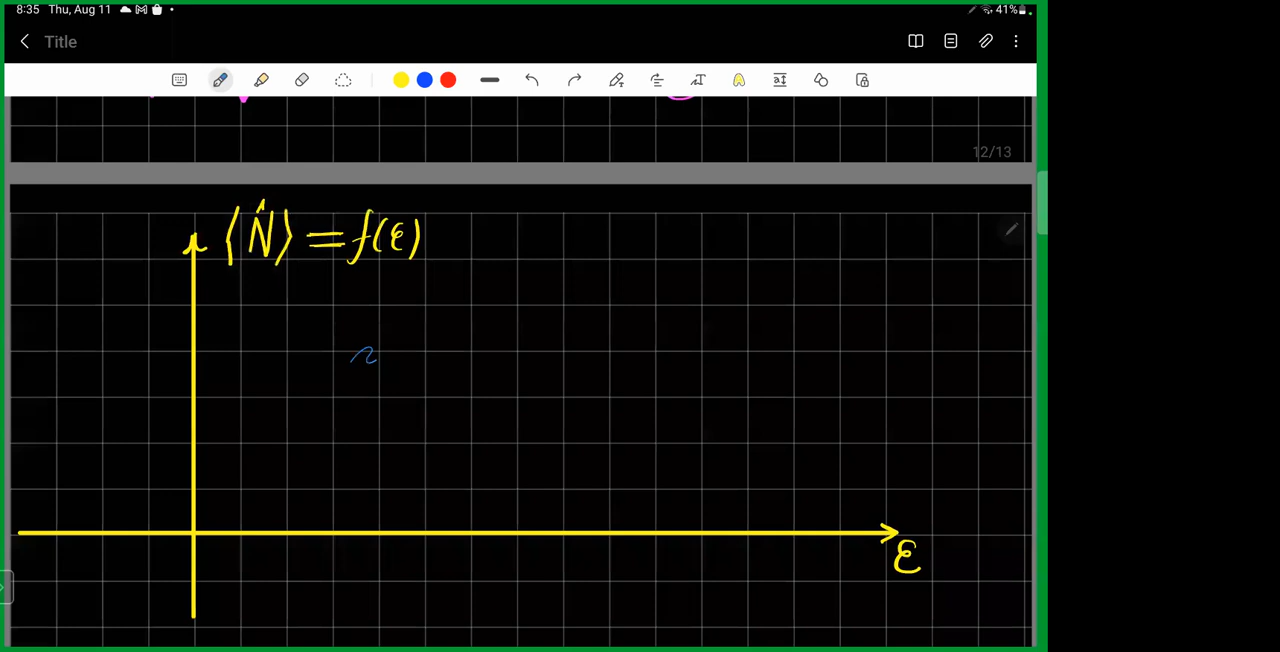 8:35 Thu, Aug 11
41%
Title
12/13
⟨N̂⟩ = f(ε)
ε